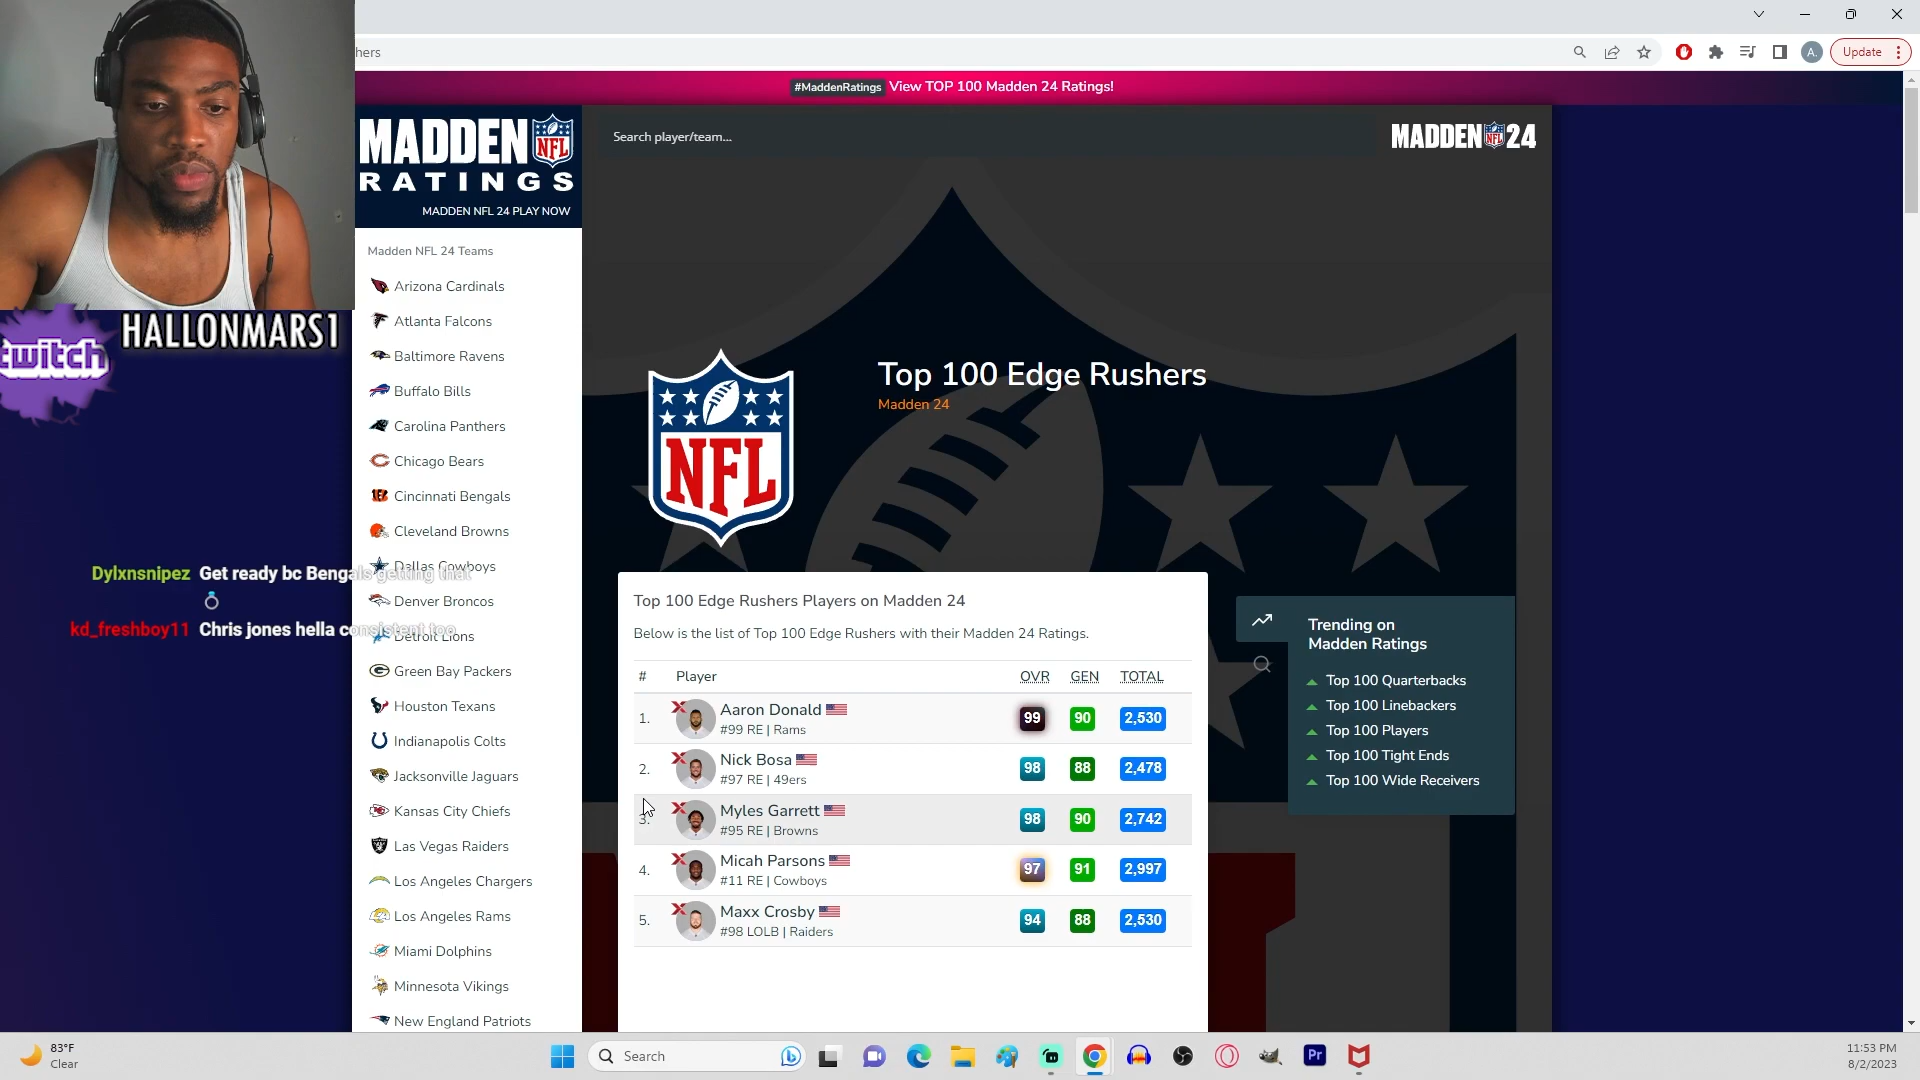 hers
A.
Update
#MaddenRatings View TOP 100 Madden 24 Ratings!
MADDEN NFL
RATINGS
MADDEN NFL 24 PLAY NOW
Search player/team...
MADDEN NFL 24
Madden NFL 24 Teams
Arizona Cardinals
Atlanta Falcons
Baltimore Ravens
Buffalo Bills
Carolina Panthers
Chicago Bears
Cincinnati Bengals
Cleveland Browns
Dallas Cowboys
Denver Broncos
Detroit Lions
Green Bay Packers
Houston Texans
Indianapolis Colts
Jacksonville Jaguars
Kansas City Chiefs
Las Vegas Raiders
Los Angeles Chargers
Los Angeles Rams
Miami Dolphins
Minnesota Vikings
New England Patriots
twitch
HALLONMARS1
Dylxnsnipez Get ready bc Bengals getting that
kd_freshboy11 Chris jones hella consistent too
NFL
Top 100 Edge Rushers
Madden 24
Top 100 Edge Rushers Players on Madden 24
Below is the list of Top 100 Edge Rushers with their Madden 24 Ratings.
# Player OVR GEN TOTAL
1. Aaron Donald 99 90 2,530
#99 RE | Rams
2. Nick Bosa 98 88 2,478
#97 RE | 49ers
3. Myles Garrett 98 90 2,742
#95 RE | Browns
4. Micah Parsons 97 91 2,997
#11 RE | Cowboys
5. Maxx Crosby 94 88 2,530
#98 LOLB | Raiders
Trending on
Madden Ratings
Top 100 Quarterbacks
Top 100 Linebackers
Top 100 Players
Top 100 Tight Ends
Top 100 Wide Receivers
83°F
Clear
Search
Pr
11:53 PM
8/2/2023